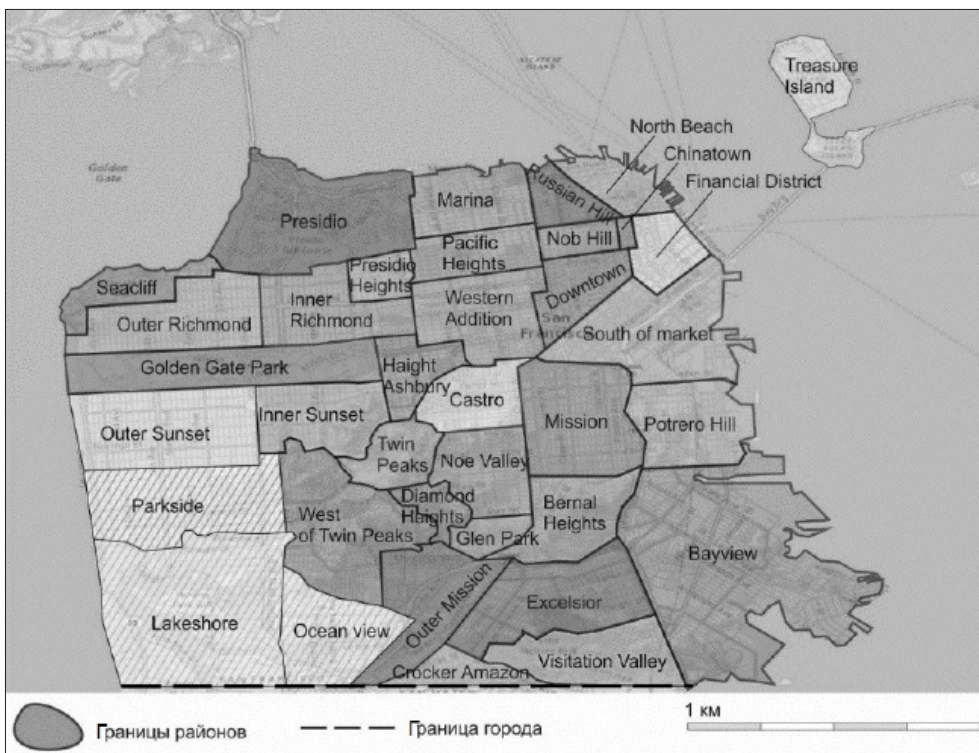 Treasure
Island
North Beach
Chinatown
Financial District
Golden
Gate
Russian Hill
Marina
Presidio
Nob Hill
Pacific
Heights
Presidio
Heights
Seacliff
Downtown
Inner
Richmond
Western
Addition
Outer Richmond
San
South of market
Golden Gate Park
Haight
Ashbury
Castro
Inner Sunset
Mission
Potrero Hill
Outer Sunset
Twin
Peaks
Noe Valley
Parkside
Diamond
Heights
West
of Twin Peaks
Bernal
Heights
Glen Park
Bayview
Outer Mission
Excelsior
Lakeshore
Ocean view
Visitation Valley
Crocker Amazon
Границы районов
Граница города
1 км